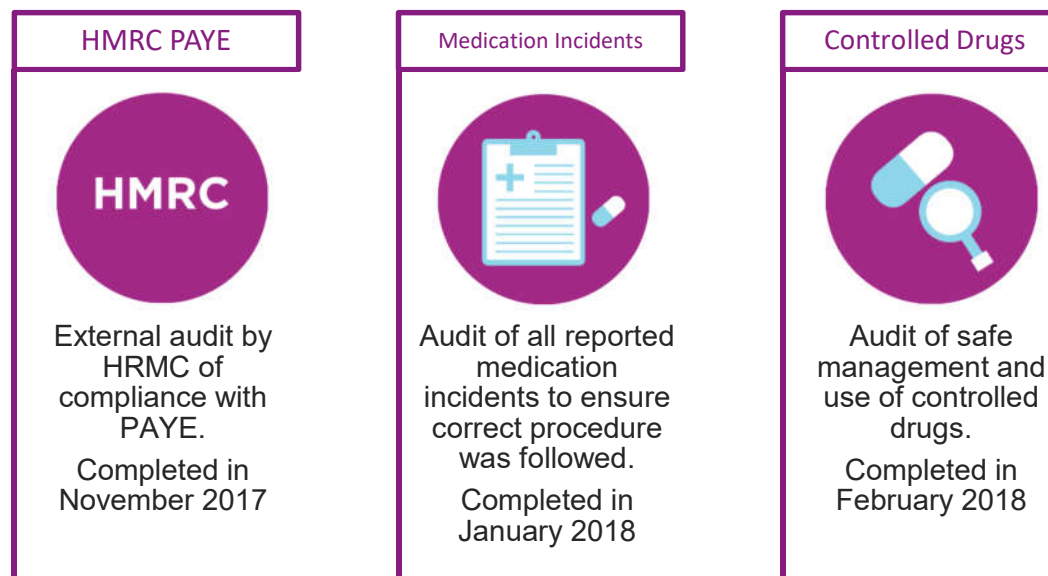 HMRC PAYE
HMRC
External audit by
HRMC of
compliance with
PAYE.
Completed in
November 2017
Medication Incidents
Audit of all reported
medication
incidents to ensure
correct procedure
was followed.
Completed in
January 2018
Controlled Drugs
Audit of safe
management and
use of controlled
drugs.
Completed in
February 2018